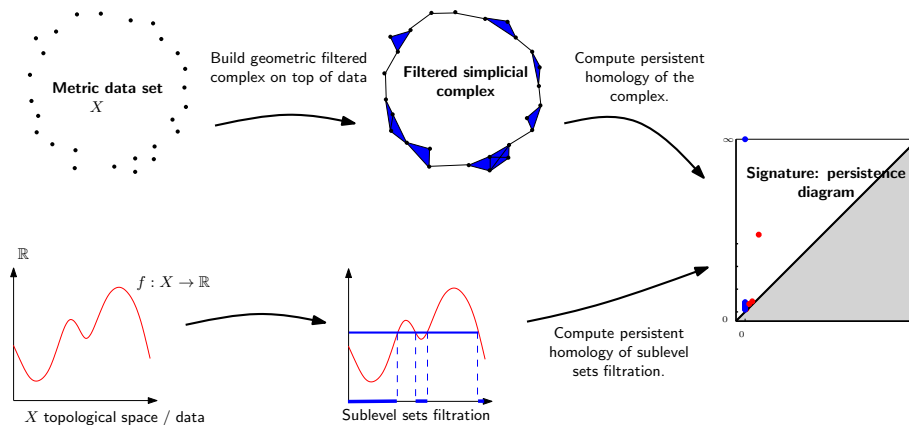 Metric data set
X
Build geometric filtered
complex on top of data
Filtered simplicial
complex
Compute persistent
homology of the
complex.
∞
Signature: persistence
diagram
0
0
ℝ
f : X → ℝ
X topological space / data
Sublevel sets filtration
Compute persistent
homology of sublevel
sets filtration.